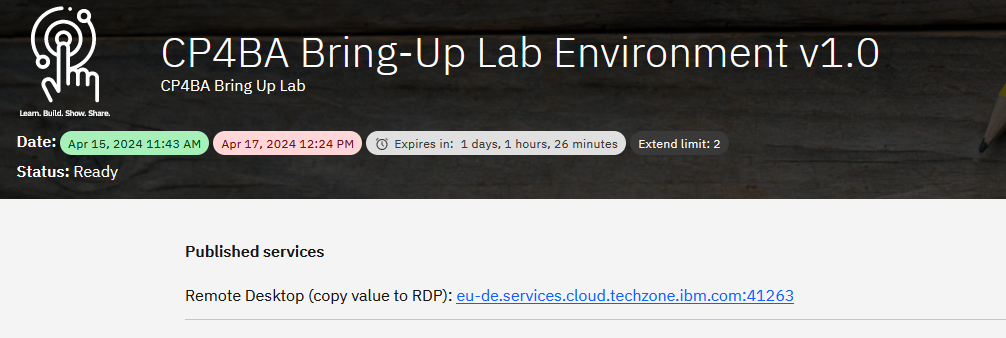 CP4BA Bring-Up Lab Environment v1.0
CP4BA Bring Up Lab
Learn. Build. Show. Share.
Date: Apr 15, 2024 11:43 AM Apr 17, 2024 12:24 PM Expires in: 1 days, 1 hours, 26 minutes Extend limit: 2
Status: Ready
Published services
Remote Desktop (copy value to RDP): eu-de.services.cloud.techzone.ibm.com:41263